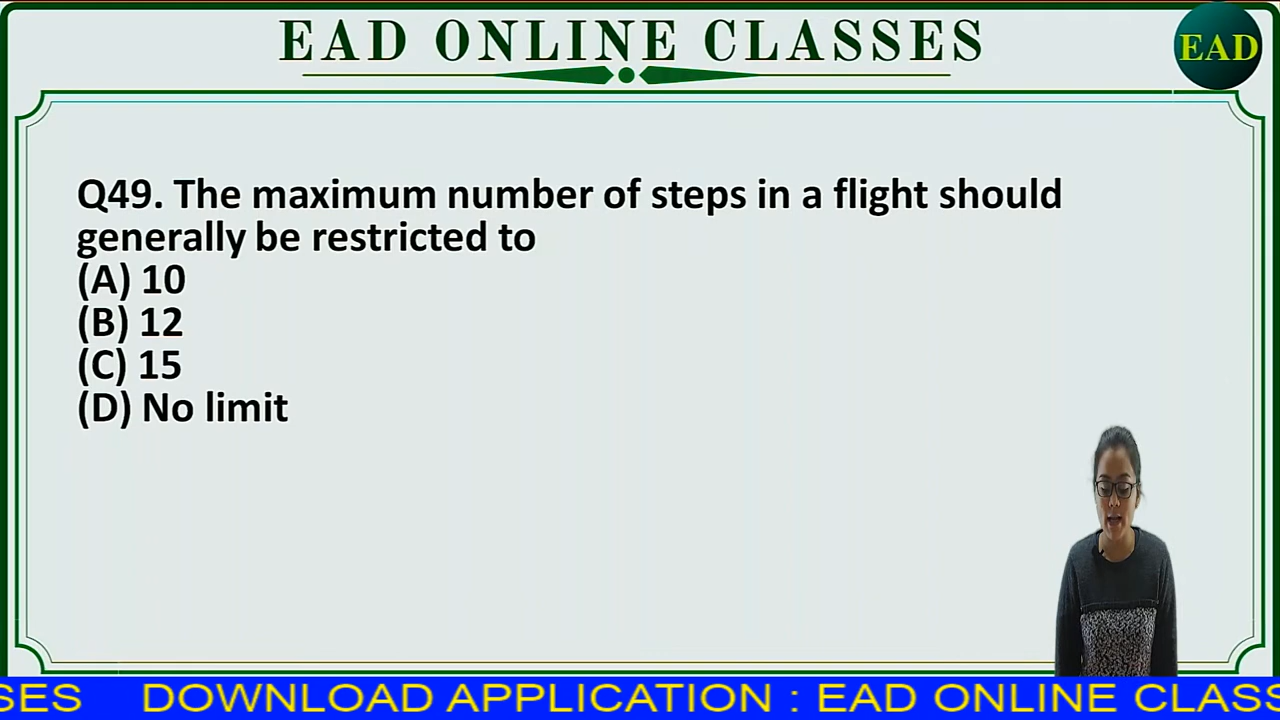 EAD ONLINE CLASSES
EAD
Q49. The maximum number of steps in a flight should
generally be restricted to
(A) 10
(B) 12
(C) 15
(D) No limit
SES DOWNLOAD APPLICATION : EAD ONLINE CLASS